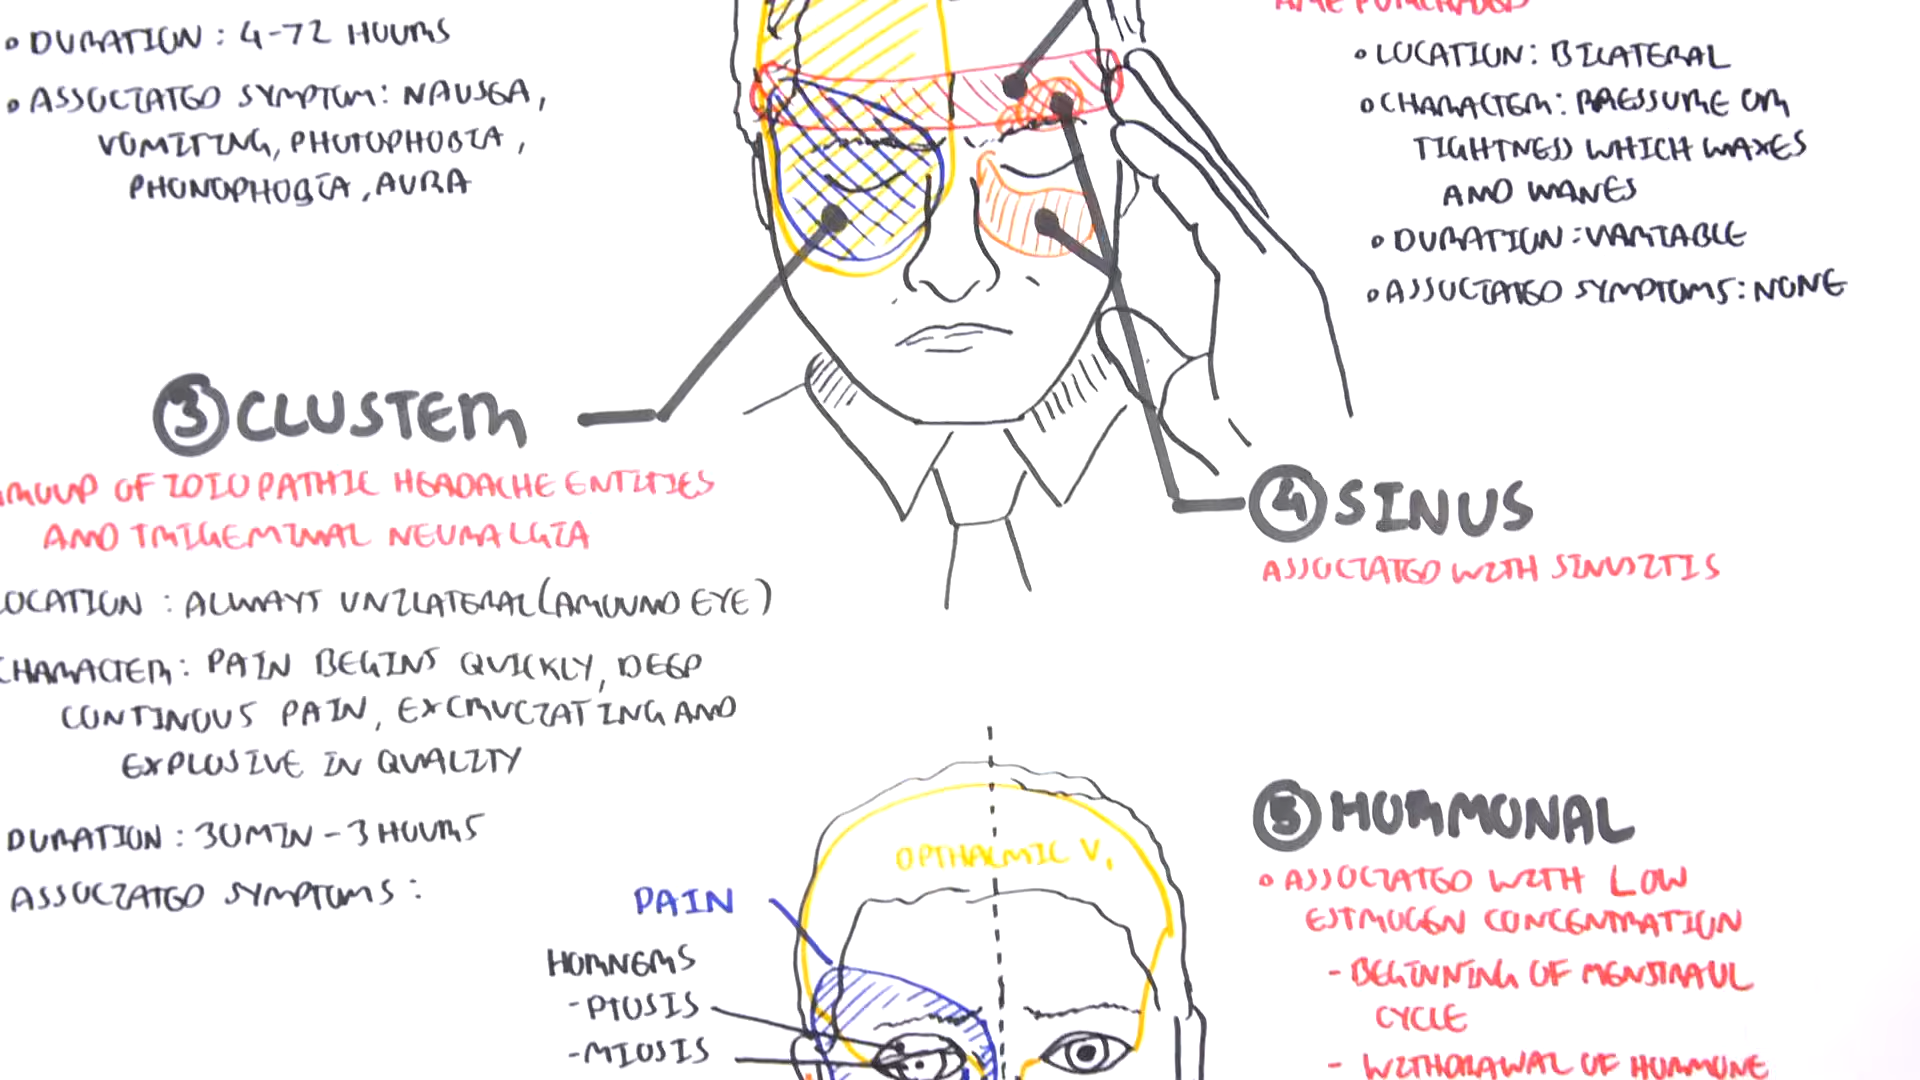 • DURATION : 4-72 HOURS
• ASSOCIATED SYMPTOM: NAUSEA,
VOMITING, PHOTOPHOBIA,
PHONOPHOBIA, AURA
• LOCATION: BILATERAL
• CHARACTER: PRESSURE OR
TIGHTNESS WHICH WAXES
AND WANES
• DURATION: VARIABLE
• ASSOCIATED SYMPTOMS: NONE
③ CLUSTER
GROUP OF IDIOPATHIC HEADACHE ENTITIES
AND TRIGEMINAL NEURALGIA
LOCATION : ALWAYS UNILATERAL (AROUND EYE)
CHARACTER: PAIN BEGINS QUICKLY, DEEP
CONTINOUS PAIN, EXCRUCIATING AND
EXPLOSIVE IN QUALITY
DURATION : 30MIN - 3 HOURS
ASSOCIATED SYMPTOMS :
④ SINUS
ASSOCIATED WITH SINUSITIS
OPTHALMIC V1
PAIN
HORNERS
- PTOSIS
- MIOSIS
⑤ HORMONAL
• ASSOCIATED WITH LOW
ESTROGEN CONCENTRATION
- BEGINNING OF MENSTRAUL
CYCLE
- WITHDRAWAL OF HORMONE